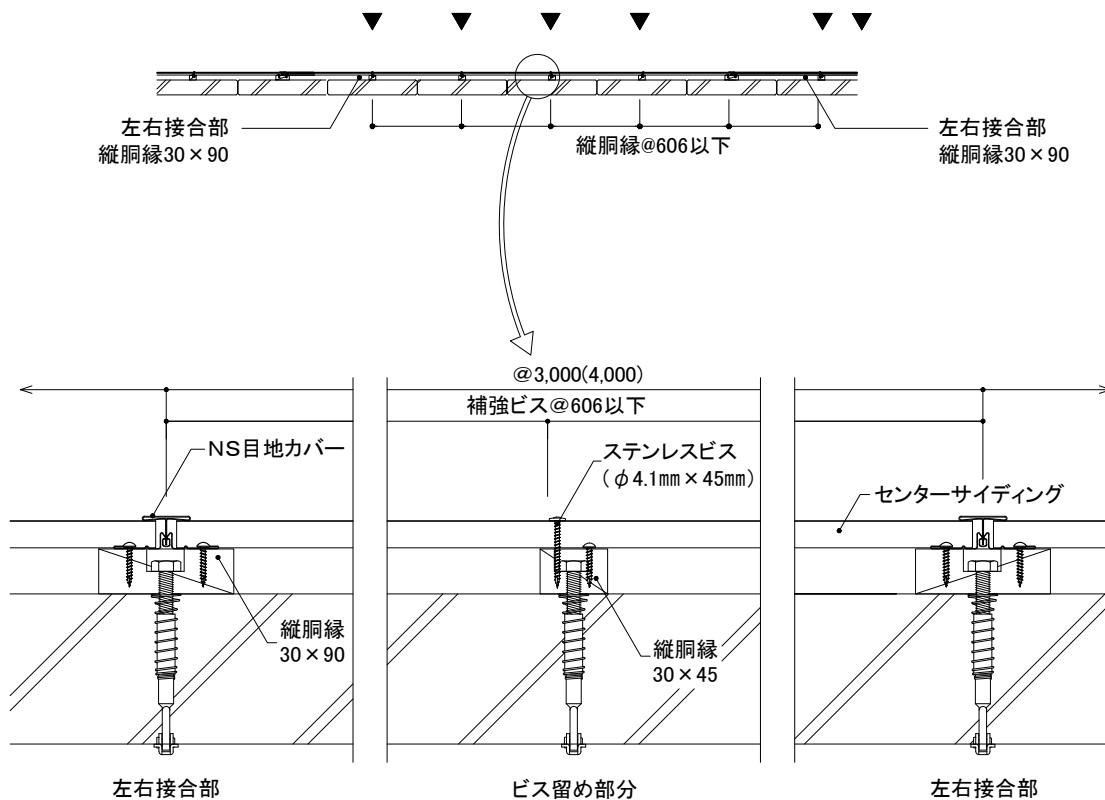 左右接合部
縦胴縁30×90
縦胴縁@606以下
左右接合部
縦胴縁30×90
@3,000(4,000)
補強ビス@606以下
NS目地カバー
ステンレスビス
(φ4.1mm×45mm)
センターサイディング
縦胴縁
30×90
縦胴縁
30×45
左右接合部
ビス留め部分
左右接合部